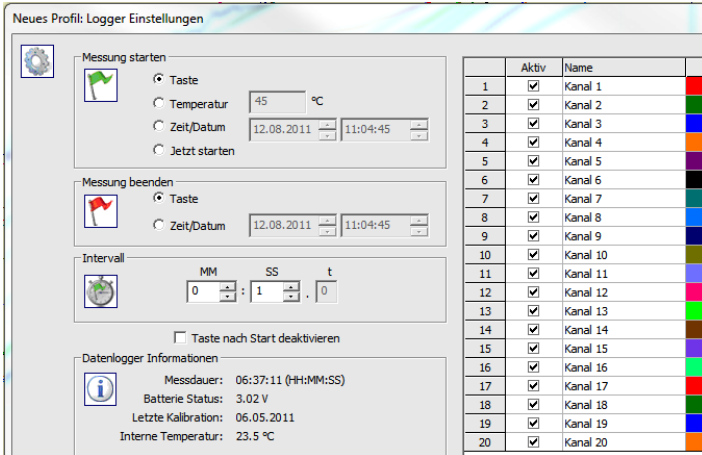 Neues Profil: Logger Einstellungen
Messung starten
Taste
Temperatur 45 °C
Zeit/Datum 12.08.2011 11:04:45
Jetzt starten
Messung beenden
Taste
Zeit/Datum 12.08.2011 11:04:45
Intervall
MM SS t
0 : 1 . 0
Taste nach Start deaktivieren
Datenlogger Informationen
Messdauer: 06:37:11 (HH:MM:SS)
Batterie Status: 3.02 V
Letzte Kalibration: 06.05.2011
Interne Temperatur: 23.5 °C
Aktiv Name
1 Kanal 1
2 Kanal 2
3 Kanal 3
4 Kanal 4
5 Kanal 5
6 Kanal 6
7 Kanal 7
8 Kanal 8
9 Kanal 9
10 Kanal 10
11 Kanal 11
12 Kanal 12
13 Kanal 13
14 Kanal 14
15 Kanal 15
16 Kanal 16
17 Kanal 17
18 Kanal 18
19 Kanal 19
20 Kanal 20